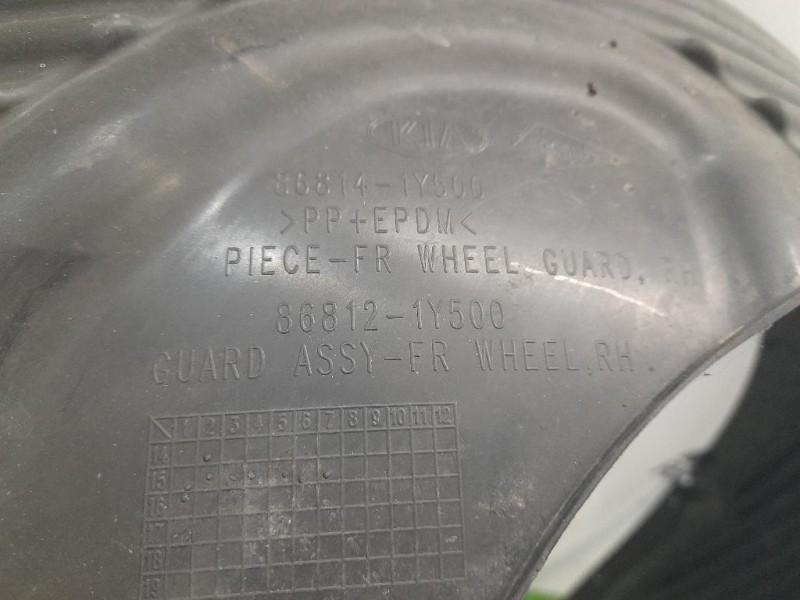 KIA
86814-1Y500
>PP+EPDM<
PIECE-FR WHEEL GUARD,
86812-1Y500
GUARD ASSY-FR WHEEL,RH
1 2 3 4 5 6 7 8 9 10 11 12
14
15
16
17
18
19